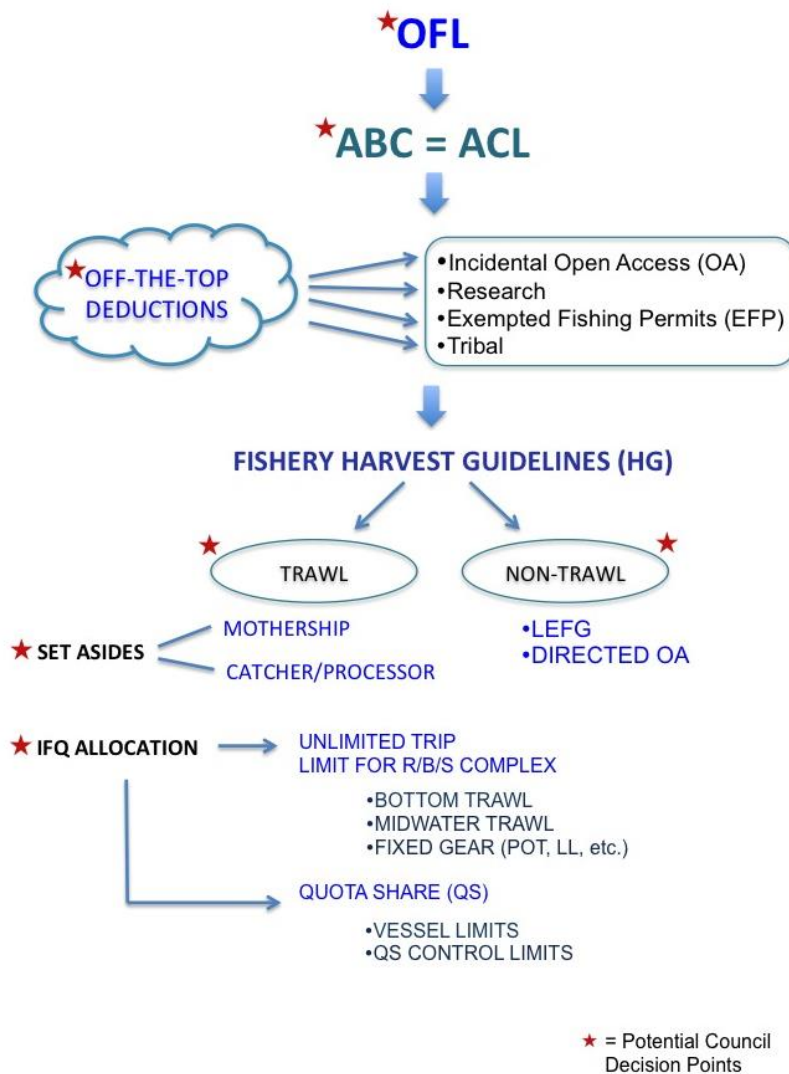 ★OFL
★ABC = ACL
★OFF-THE-TOP
DEDUCTIONS
•Incidental Open Access (OA)
•Research
•Exempted Fishing Permits (EFP)
•Tribal
FISHERY HARVEST GUIDELINES (HG)
★ TRAWL
NON-TRAWL ★
★ SET ASIDES
MOTHERSHIP
CATCHER/PROCESSOR
•LEFG
•DIRECTED OA
★ IFQ ALLOCATION
UNLIMITED TRIP
LIMIT FOR R/B/S COMPLEX
•BOTTOM TRAWL
•MIDWATER TRAWL
•FIXED GEAR (POT, LL, etc.)
QUOTA SHARE (QS)
•VESSEL LIMITS
•QS CONTROL LIMITS
★ = Potential Council
Decision Points